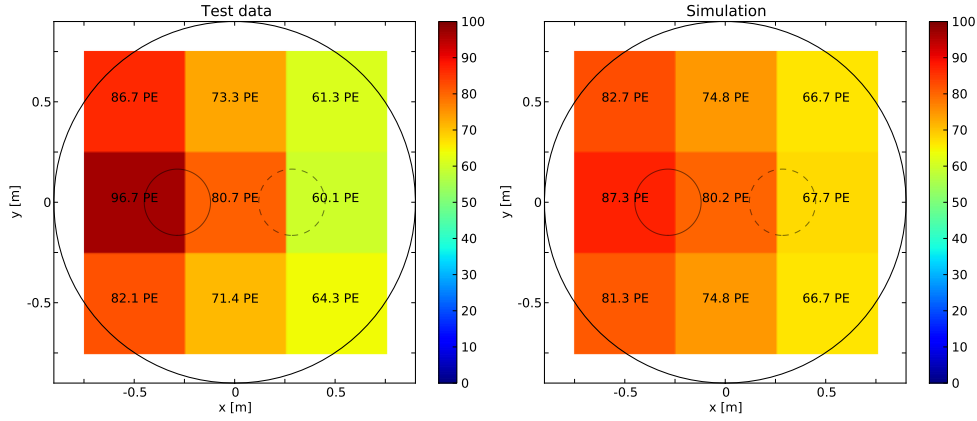 Test data
Simulation
86.7 PE 73.3 PE 61.3 PE
96.7 PE 80.7 PE 60.1 PE
82.1 PE 71.4 PE 64.3 PE
0.5
0
-0.5
y [m]
-0.5 0 0.5
x [m]
100
90
80
70
60
50
40
30
20
10
0
82.7 PE 74.8 PE 66.7 PE
87.3 PE 80.2 PE 67.7 PE
81.3 PE 74.8 PE 66.7 PE
0.5
0
-0.5
y [m]
-0.5 0 0.5
x [m]
100
90
80
70
60
50
40
30
20
10
0